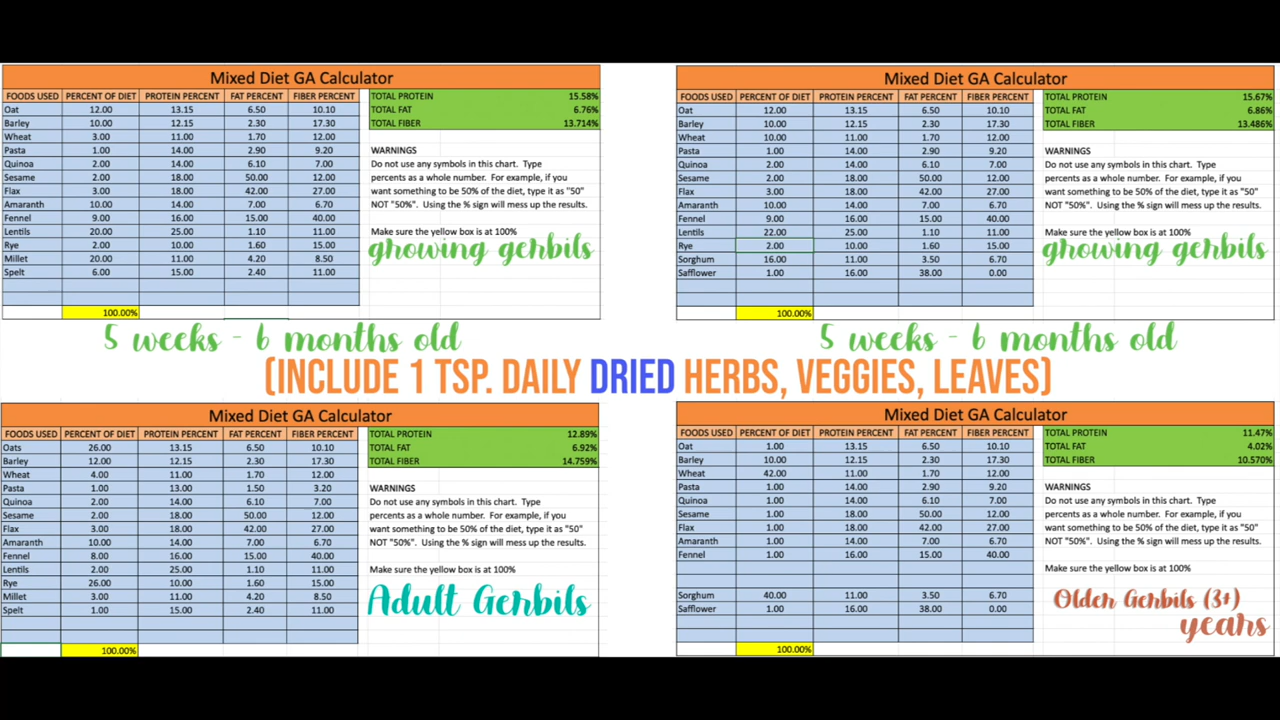 Mixed Diet GA Calculator
FOODS USED PERCENT OF DIET PROTEIN PERCENT FAT PERCENT FIBER PERCENT
Oat 12.00 13.15 6.50 10.10
Barley 10.00 12.15 2.30 17.30
Wheat 3.00 11.00 1.70 12.00
Pasta 1.00 14.00 2.90 9.20
Quinoa 2.00 14.00 6.10 7.00
Sesame 2.00 18.00 50.00 12.00
Flax 3.00 18.00 42.00 27.00
Amaranth 10.00 14.00 7.00 6.70
Fennel 9.00 16.00 15.00 40.00
Lentils 20.00 25.00 1.10 11.00
Rye 2.00 10.00 1.60 15.00
Millet 20.00 11.00 4.20 8.50
Spelt 6.00 15.00 2.40 11.00
100.00%
TOTAL PROTEIN 15.58%
TOTAL FAT 6.76%
TOTAL FIBER 13.714%
WARNINGS
Do not use any symbols in this chart. Type
percents as a whole number. For example, if you
want something to be 50% of the diet, type it as "50"
NOT "50%". Using the % sign will mess up the results.
Make sure the yellow box is at 100%
growing gerbils
5 weeks - 6 months old
Mixed Diet GA Calculator
FOODS USED PERCENT OF DIET PROTEIN PERCENT FAT PERCENT FIBER PERCENT
Oat 12.00 13.15 6.50 10.10
Barley 10.00 12.15 2.30 17.30
Wheat 10.00 11.00 1.70 12.00
Pasta 1.00 14.00 2.90 9.20
Quinoa 2.00 14.00 6.10 7.00
Sesame 2.00 18.00 50.00 12.00
Flax 3.00 18.00 42.00 27.00
Amaranth 10.00 14.00 7.00 6.70
Fennel 9.00 16.00 15.00 40.00
Lentils 22.00 25.00 1.10 11.00
Rye 2.00 10.00 1.60 15.00
Sorghum 16.00 11.00 3.50 6.70
Safflower 1.00 16.00 38.00 0.00
100.00%
TOTAL PROTEIN 15.67%
TOTAL FAT 6.86%
TOTAL FIBER 13.486%
WARNINGS
Do not use any symbols in this chart. Type
percents as a whole number. For example, if you
want something to be 50% of the diet, type it as "50"
NOT "50%". Using the % sign will mess up the results.
Make sure the yellow box is at 100%
growing gerbils
5 weeks - 6 months old
(INCLUDE 1 TSP. DAILY DRIED HERBS, VEGGIES, LEAVES)
Mixed Diet GA Calculator
FOODS USED PERCENT OF DIET PROTEIN PERCENT FAT PERCENT FIBER PERCENT
Oats 26.00 13.15 6.50 10.10
Barley 12.00 12.15 2.30 17.30
Wheat 4.00 11.00 1.70 12.00
Pasta 1.00 13.00 1.50 3.20
Quinoa 2.00 14.00 6.10 7.00
Sesame 2.00 18.00 50.00 12.00
Flax 3.00 18.00 42.00 27.00
Amaranth 10.00 14.00 7.00 6.70
Fennel 8.00 16.00 15.00 40.00
Lentils 2.00 25.00 1.10 11.00
Rye 26.00 10.00 1.60 15.00
Millet 3.00 11.00 4.20 8.50
Spelt 1.00 15.00 2.40 11.00
100.00%
TOTAL PROTEIN 12.89%
TOTAL FAT 6.92%
TOTAL FIBER 14.759%
WARNINGS
Do not use any symbols in this chart. Type
percents as a whole number. For example, if you
want something to be 50% of the diet, type it as "50"
NOT "50%". Using the % sign will mess up the results.
Make sure the yellow box is at 100%
Adult Gerbils
Mixed Diet GA Calculator
FOODS USED PERCENT OF DIET PROTEIN PERCENT FAT PERCENT FIBER PERCENT
Oat 1.00 13.15 6.50 10.10
Barley 10.00 12.15 2.30 17.30
Wheat 42.00 11.00 1.70 12.00
Pasta 1.00 14.00 2.90 9.20
Quinoa 1.00 14.00 6.10 7.00
Sesame 1.00 18.00 50.00 12.00
Flax 1.00 18.00 42.00 27.00
Amaranth 1.00 14.00 7.00 6.70
Fennel 1.00 16.00 15.00 40.00
Sorghum 40.00 11.00 3.50 6.70
Safflower 1.00 16.00 38.00 0.00
100.00%
TOTAL PROTEIN 11.47%
TOTAL FAT 4.02%
TOTAL FIBER 10.570%
WARNINGS
Do not use any symbols in this chart. Type
percents as a whole number. For example, if you
want something to be 50% of the diet, type it as "50"
NOT "50%". Using the % sign will mess up the results.
Make sure the yellow box is at 100%
Older Gerbils (3+)
years